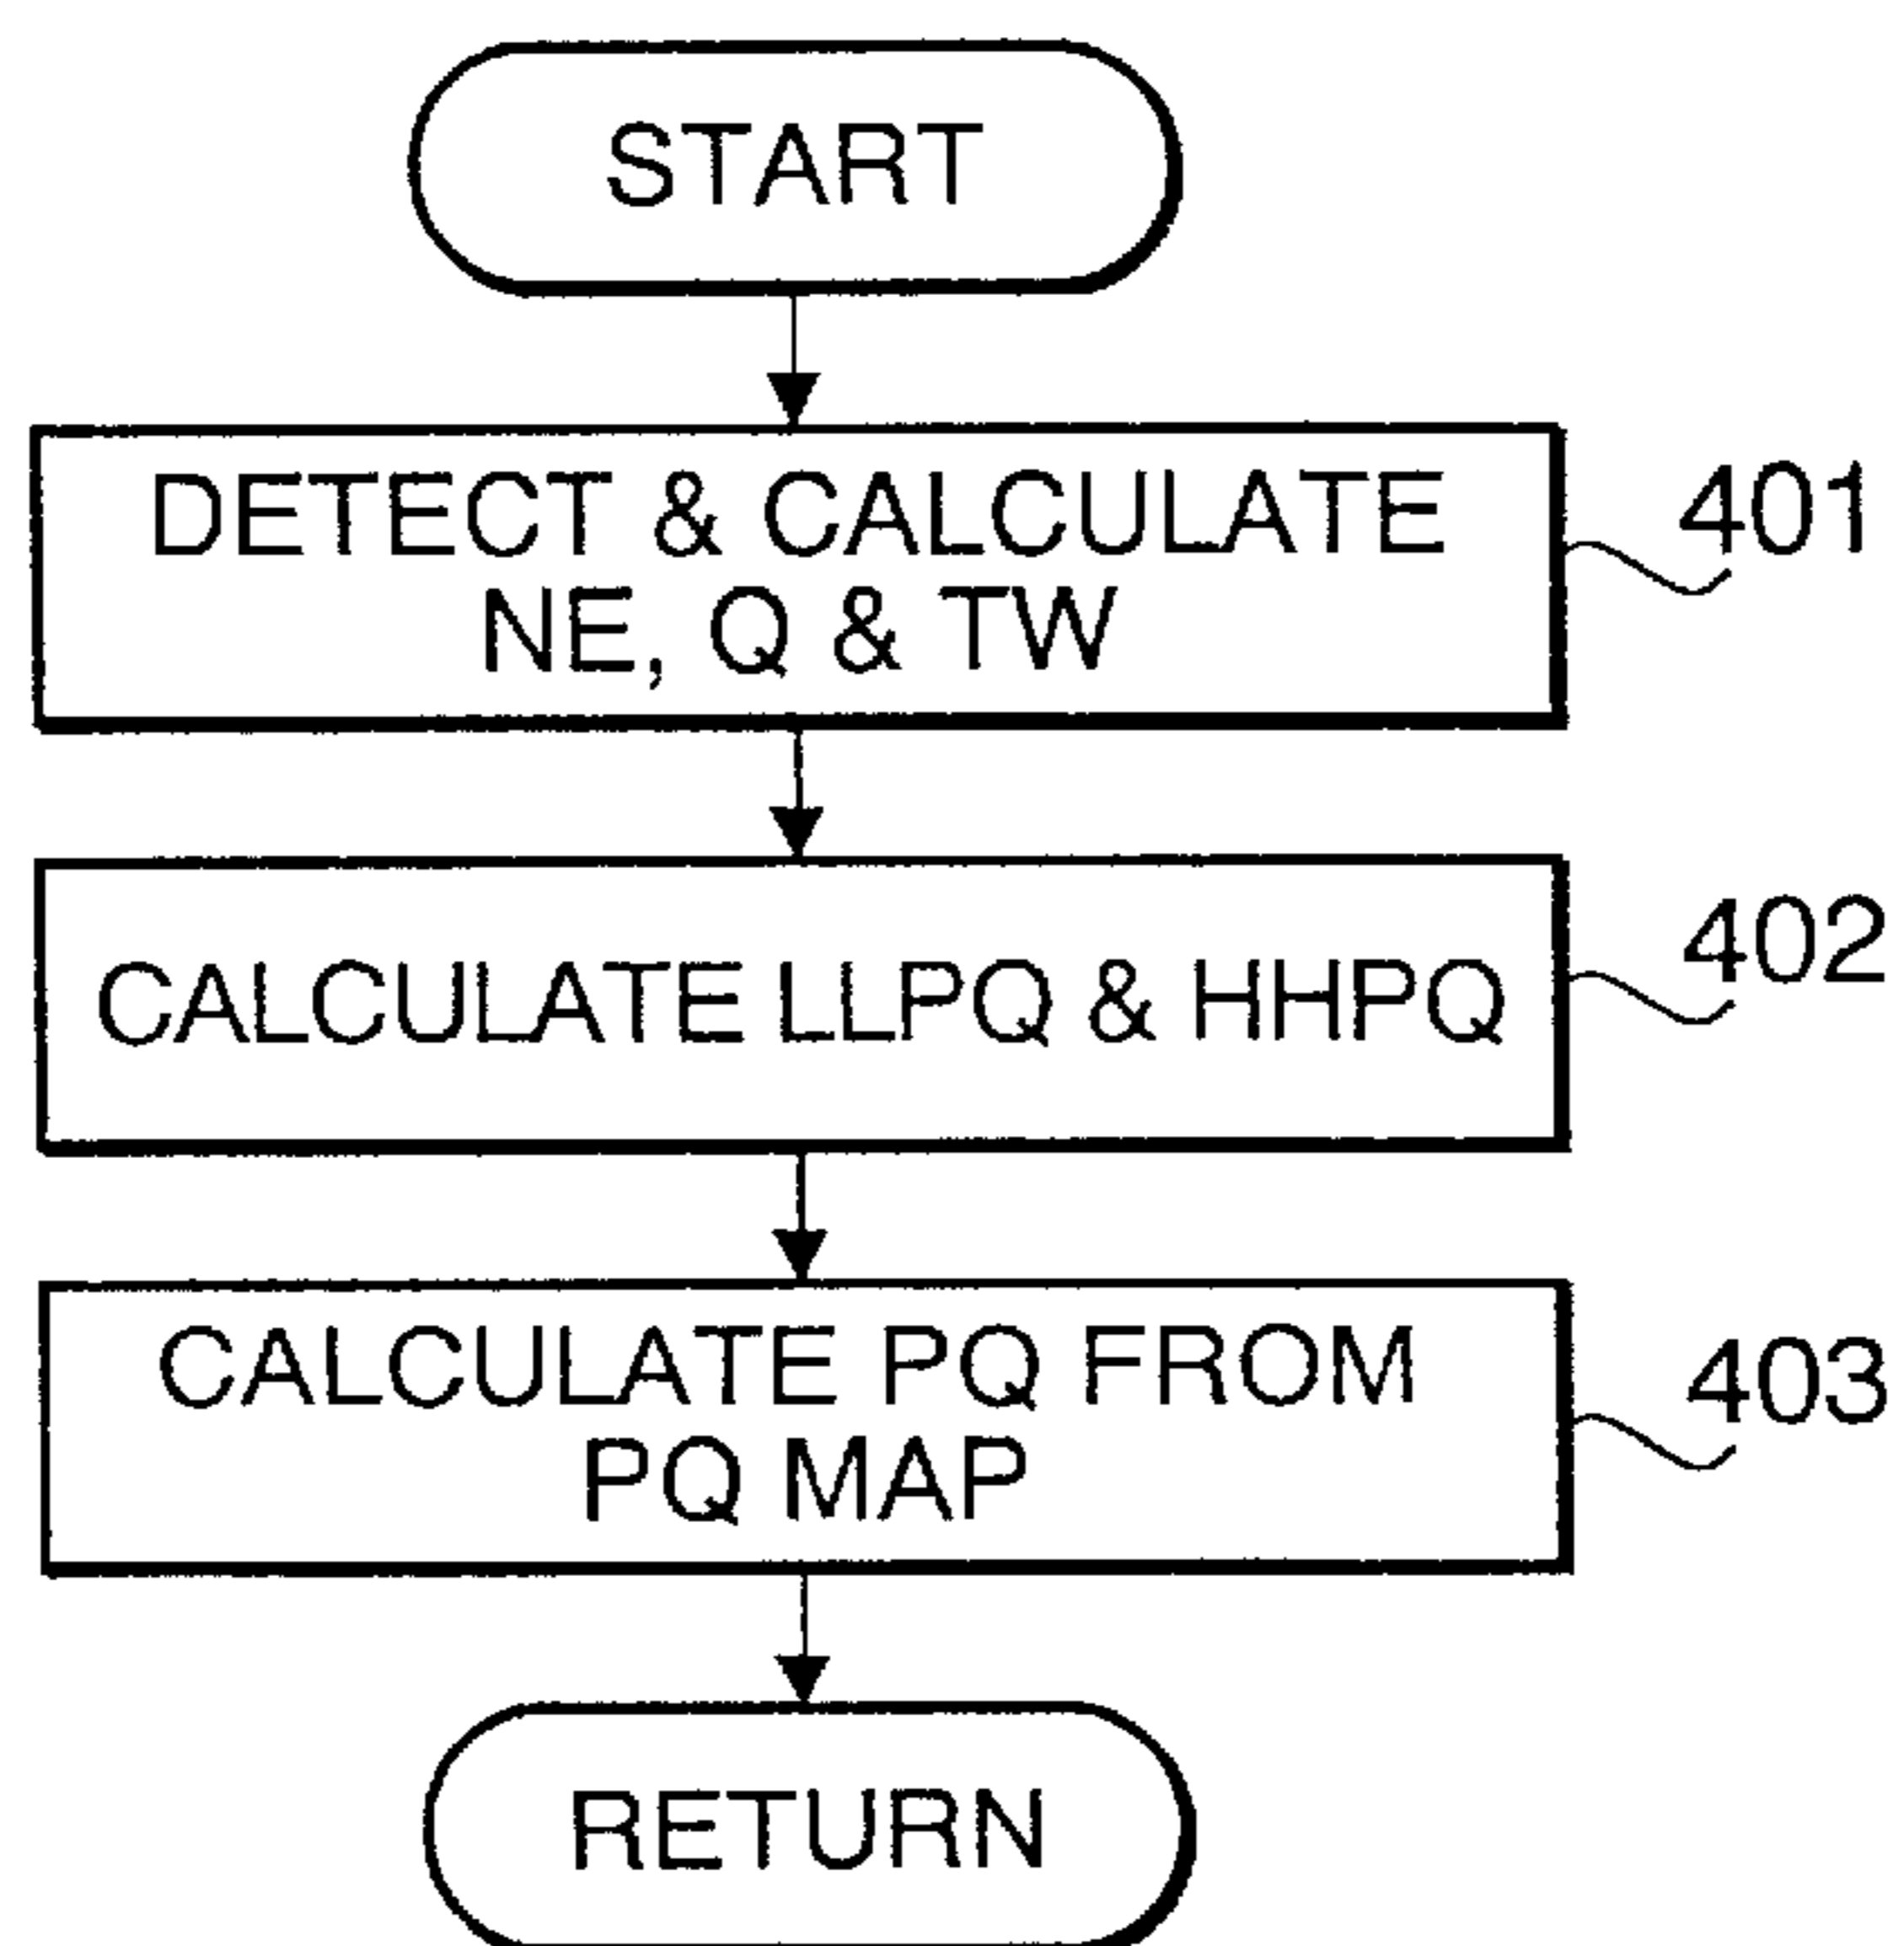 START
DETECT & CALCULATE
NE, Q & TW
401
CALCULATE LLPQ & HHPQ
402
CALCULATE PQ FROM
PQ MAP
403
RETURN